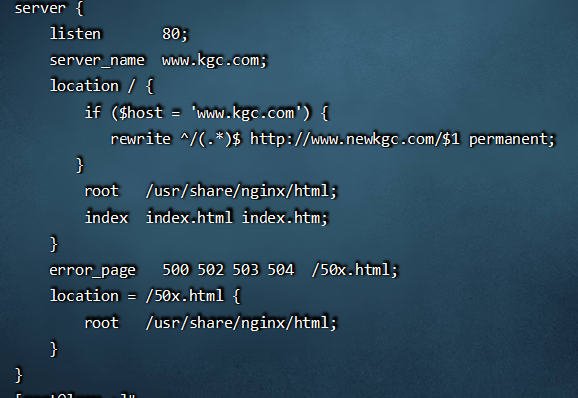 server {
    listen       80;
    server_name  www.kgc.com;
    location / {
        if ($host = 'www.kgc.com') {
           rewrite ^/(.*)$ http://www.newkgc.com/$1 permanent;
       }
        root   /usr/share/nginx/html;
        index  index.html index.htm;
    }
    error_page   500 502 503 504  /50x.html;
    location = /50x.html {
        root   /usr/share/nginx/html;
    }
}